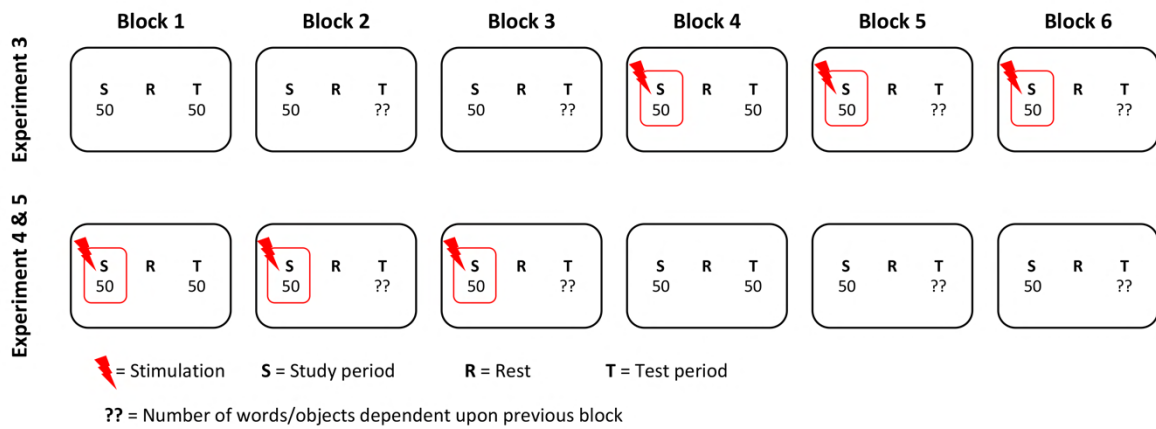 Block 1 Block 2 Block 3 Block 4 Block 5 Block 6
Experiment 3
S R T S R T S R T S R T S R T S R T
50 50 50 ?? 50 ?? 50 50 50 ?? 50 ??
Experiment 4 & 5
S R T S R T S R T S R T S R T S R T
50 50 50 ?? 50 ?? 50 50 50 ?? 50 ??
= Stimulation S = Study period R = Rest T = Test period
?? = Number of words/objects dependent upon previous block